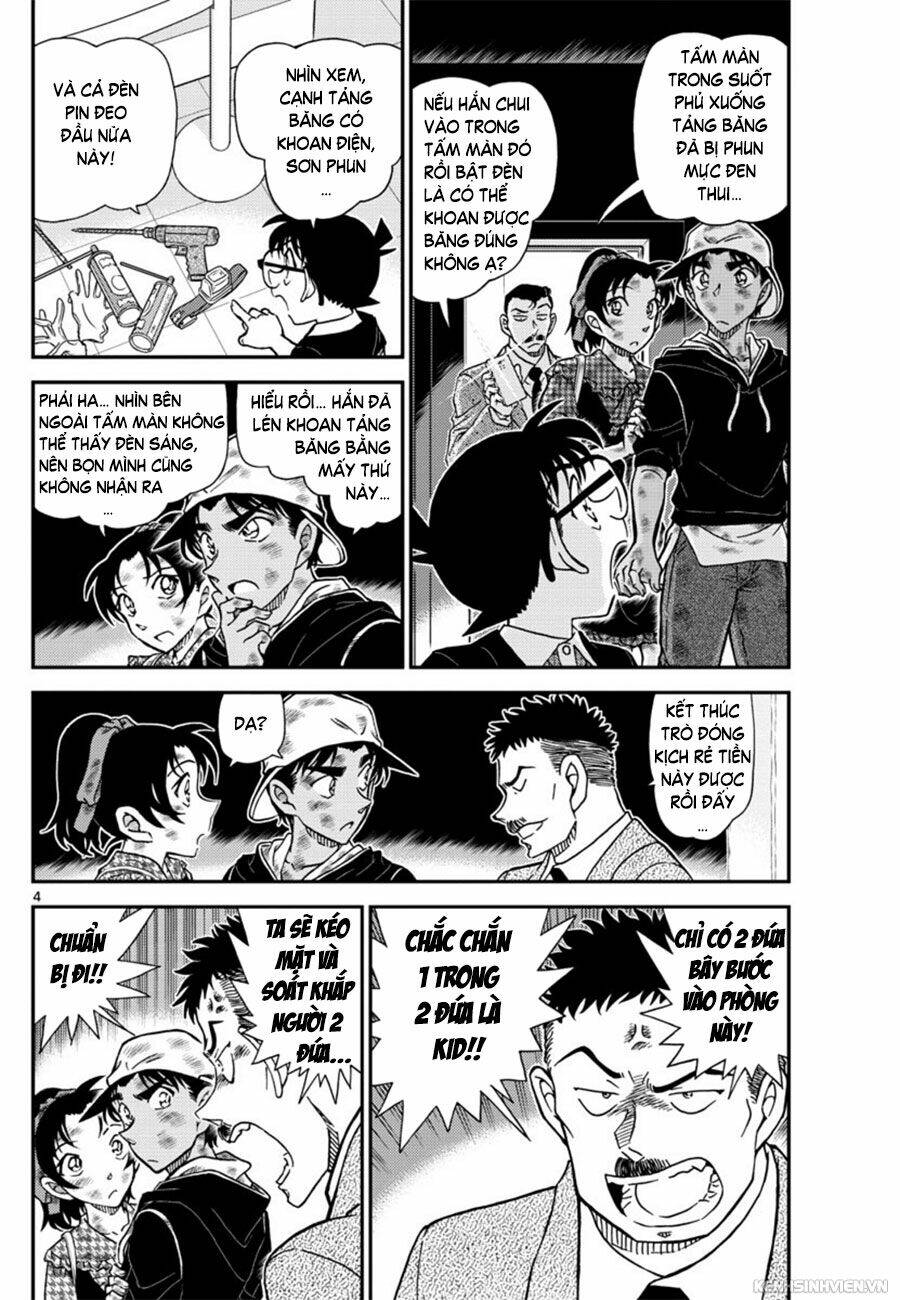 TẤM MÀN
TRONG SUỐT
PHỦ XUỐNG
TẢNG BĂNG
ĐÃ BỊ PHUN
MỰC ĐEN
THUI...
NẾU HẮN CHUI
VÀO TRONG
TẤM MÀN ĐÓ
RỒI BẬT ĐÈN
LÀ CÓ THỂ
KHOAN ĐƯỢC
BĂNG ĐÚNG
KHÔNG Ạ?
NHÌN XEM,
CẠNH TẢNG
BĂNG CÓ
KHOAN ĐIỆN,
SƠN PHUN
...
VÀ CẢ ĐÈN
PIN ĐEO
ĐẦU NỮA
NÀY!
HIỂU RỒI... HẮN ĐÃ
LÉN KHOAN TẢNG
BĂNG BẰNG
MẤY THỨ
NÀY...
PHẢI HA... NHÌN BÊN
NGOÀI TẤM MÀN KHÔNG
THỂ THẤY ĐÈN SÁNG,
NÊN BỌN MÌNH CŨNG
KHÔNG NHẬN RA
...
KẾT THÚC
TRÒ ĐÓNG
KỊCH RẺ TIỀN
NÀY ĐƯỢC
RỒI ĐẤY
...
DẠ?
4
CHỈ CÓ 2 ĐỨA
BÂY BƯỚC
VÀO PHÒNG
NÀY!
CHẮC CHẮN
1 TRONG
2 ĐỨA LÀ
KID!!
TA SẼ KÉO
MẶT VÀ
SOÁT KHẮP
NGƯỜI 2
ĐỨA...
CHUẨN
BỊ ĐI!!
KENHSINHVIEN.VN